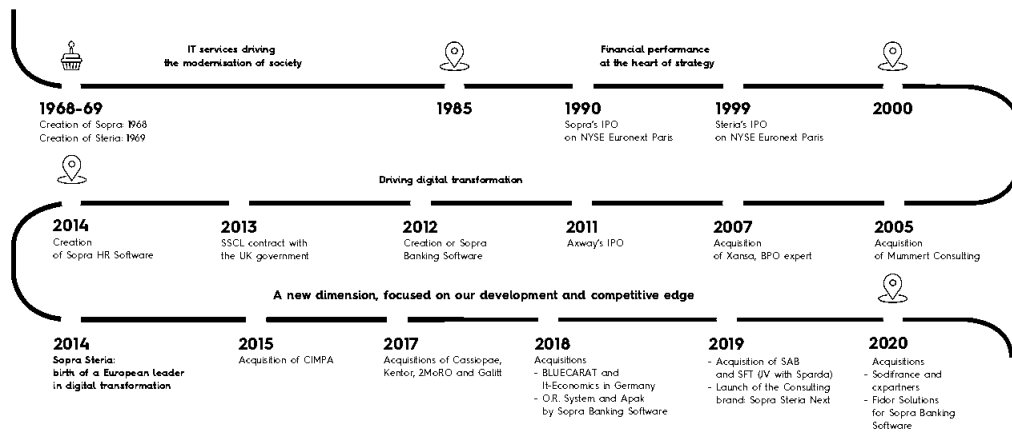 IT services driving
the modernisation of society
Financial performance
at the heart of strategy
1968-69
Creation of Sopra: 1968
Creation of Steria: 1969
1985
1990
Sopra's IPO
on NYSE Euronext Paris
1999
Steria's IPO
on NYSE Euronext Paris
2000
Driving digital transformation
2014
Creation
of Sopra HR Software
2013
SSCL contract with
the UK government
2012
Creation or Sopra
Banking Software
2011
Axway's IPO
2007
Acquisition
of Xansa, BPO expert
2005
Acquisition
of Mummert Consulting
A new dimension, focused on our development and competitive edge
2014
Sopra Steria:
birth of a European leader
in digital transformation
2015
Acquisition of CIMPA
2017
Acquisitions of Cassiopae,
Kentor, 2MoRO and Galitt
2018
Acquisitions
- BLUECARAT and
It-Economics in Germany
- O.R. System and Apak
by Sopra Banking Software
2019
- Acquisition of SAB
and SFT (JV with Sparda)
- Launch of the Consulting
brand: Sopra Steria Next
2020
Acquisitions
- Sodifrance and
cxpartners
- Fidor Solutions
for Sopra Banking
Software